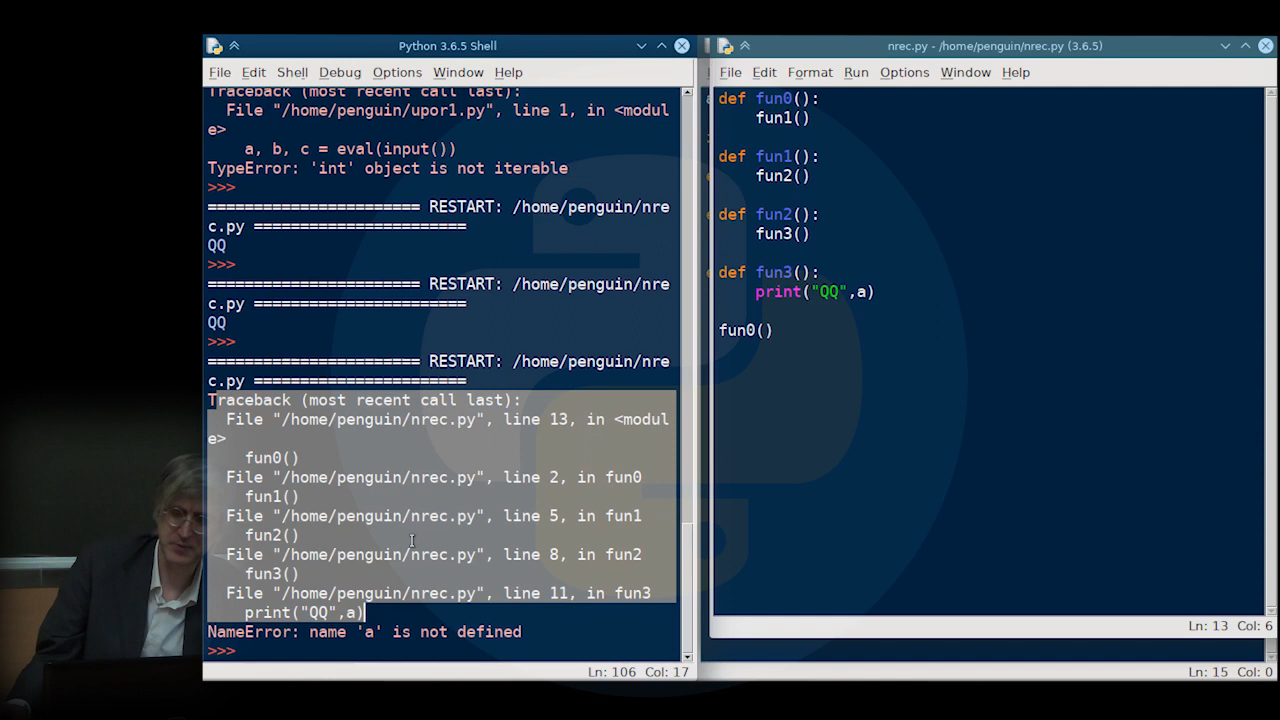 Python 3.6.5 Shell
File Edit Shell Debug Options Window Help
Traceback (most recent call last):
  File "/home/penguin/upor1.py", line 1, in <modul
e>
    a, b, c = eval(input())
TypeError: 'int' object is not iterable
>>>
======================= RESTART: /home/penguin/nre
c.py =======================
QQ
>>>
======================= RESTART: /home/penguin/nre
c.py =======================
QQ
>>>
======================= RESTART: /home/penguin/nre
c.py =======================
Traceback (most recent call last):
  File "/home/penguin/nrec.py", line 13, in <modul
e>
    fun0()
  File "/home/penguin/nrec.py", line 2, in fun0
    fun1()
  File "/home/penguin/nrec.py", line 5, in fun1
    fun2()
  File "/home/penguin/nrec.py", line 8, in fun2
    fun3()
  File "/home/penguin/nrec.py", line 11, in fun3
    print("QQ",a)
NameError: name 'a' is not defined
>>>
Ln: 106 Col: 17
nrec.py - /home/penguin/nrec.py (3.6.5)
File Edit Format Run Options Window Help
def fun0():
    fun1()
def fun1():
    fun2()
def fun2():
    fun3()
def fun3():
    print("QQ",a)
fun0()
Ln: 13 Col: 6
Ln: 15 Col: 0